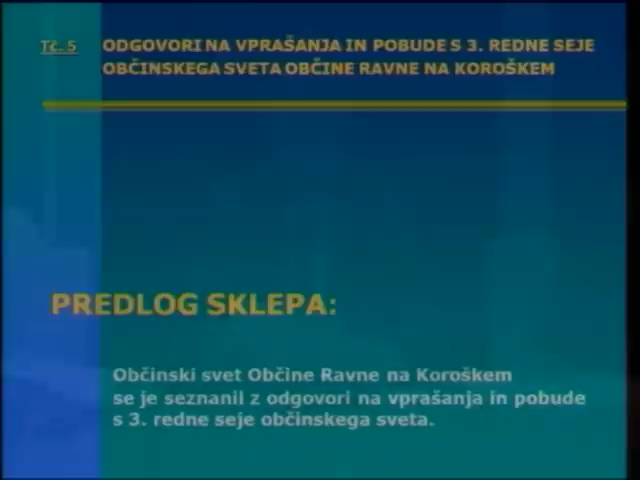 Tč. 5 ODGOVORI NA VPRAŠANJA IN POBUDE S 3. REDNE SEJE
OBČINSKEGA SVETA OBČINE RAVNE NA KOROŠKEM
PREDLOG SKLEPA:
Občinski svet Občine Ravne na Koroškem
se je seznanil z odgovori na vprašanja in pobude
s 3. redne seje občinskega sveta.